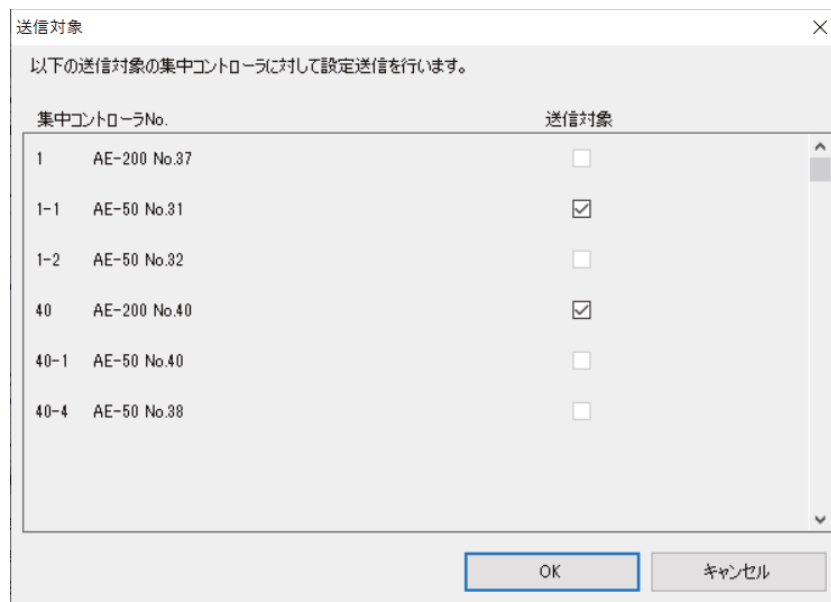 送信対象
以下の送信対象の集中コントローラに対して設定送信を行います。
集中コントローラNo. 送信対象
1 AE-200 No.37
1-1 AE-50 No.31
1-2 AE-50 No.32
40 AE-200 No.40
40-1 AE-50 No.40
40-4 AE-50 No.38
OK キャンセル